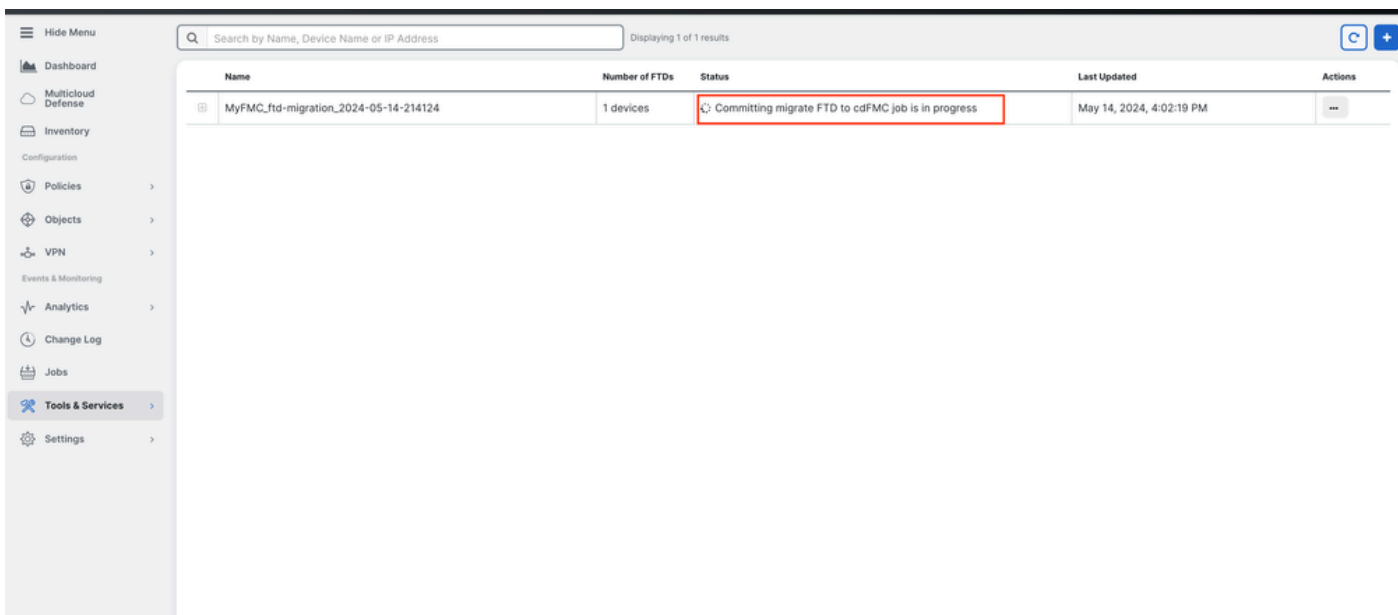 Hide Menu
Dashboard
Multicloud
Defense
Inventory
Configuration
Policies
Objects
VPN
Events & Monitoring
Analytics
Change Log
Jobs
Tools & Services
Settings
Search by Name, Device Name or IP Address
Displaying 1 of 1 results
Name Number of FTDs Status Last Updated Actions
MyFMC_ftd-migration_2024-05-14-214124 1 devices Committing migrate FTD to cdFMC job is in progress May 14, 2024, 4:02:19 PM